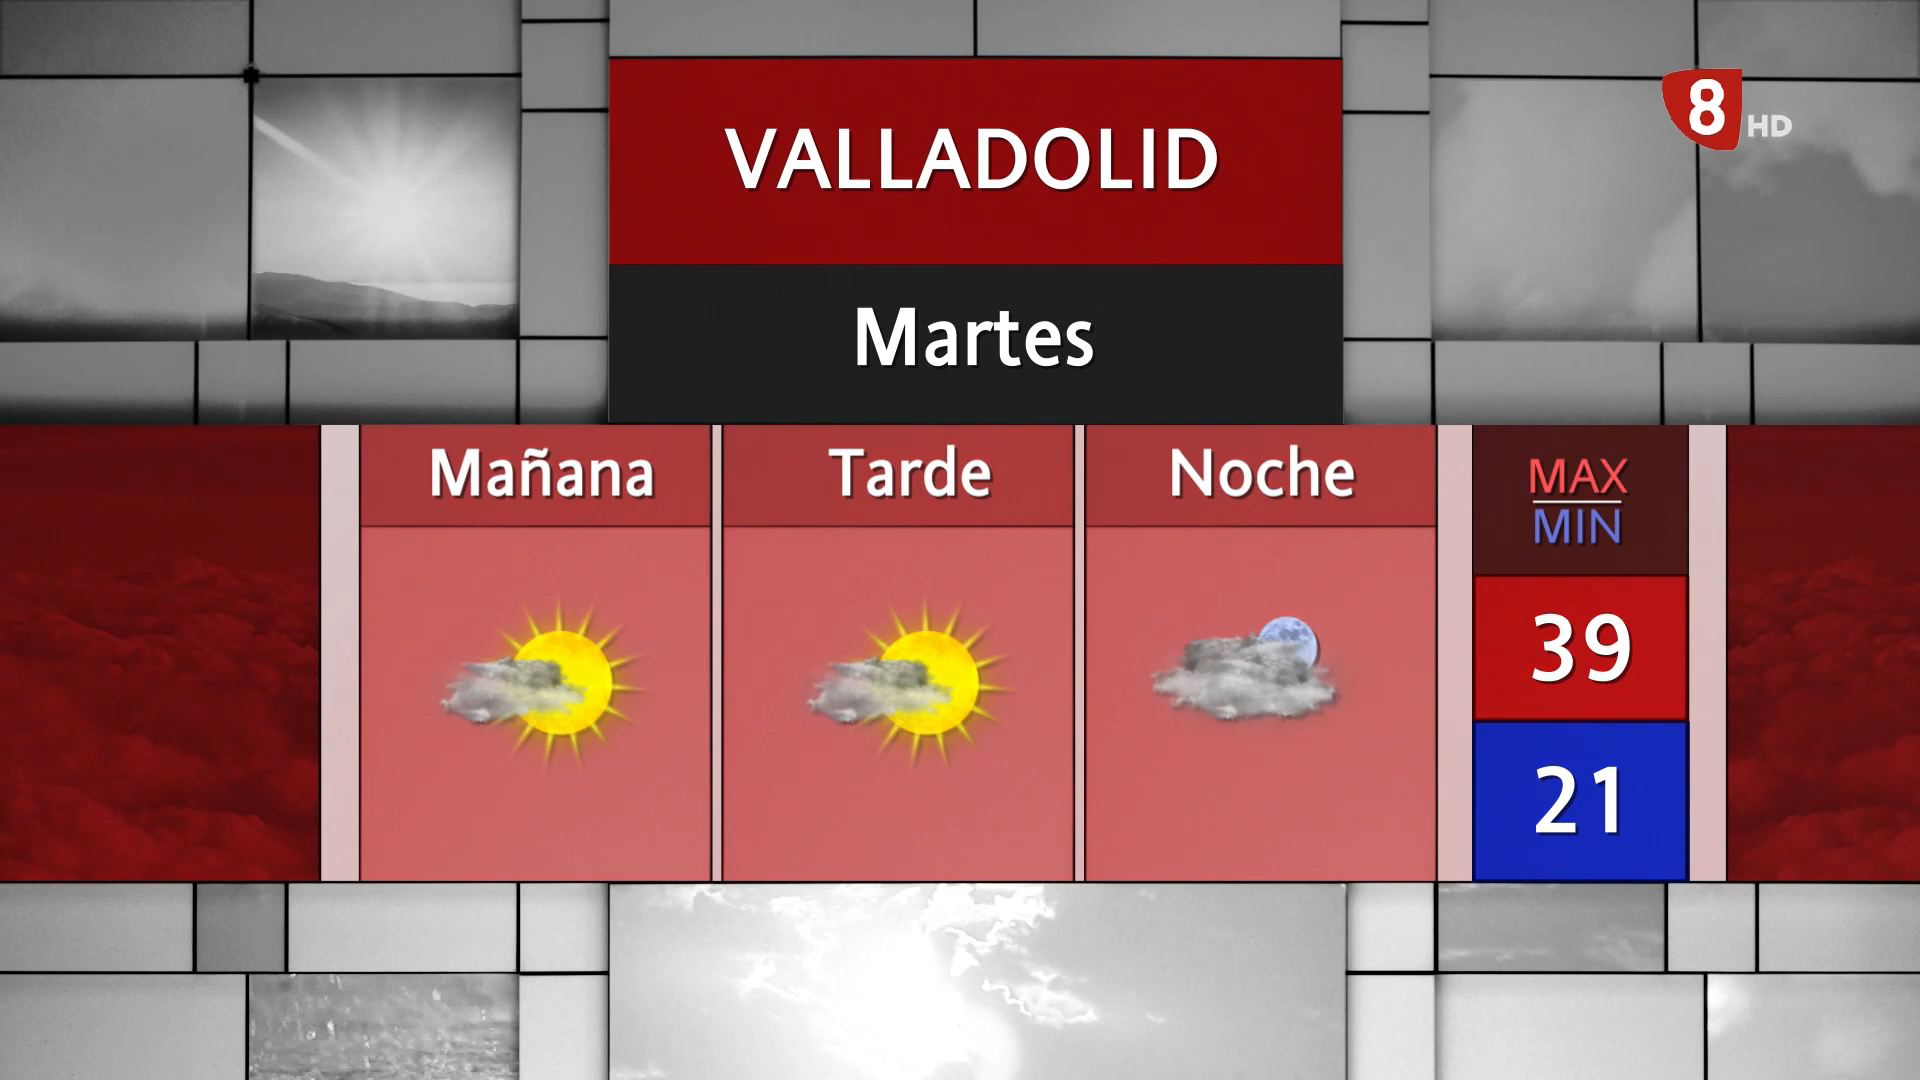 VALLADOLID
8 HD
Martes
Mañana
Tarde
Noche
MAX
MIN
39
21